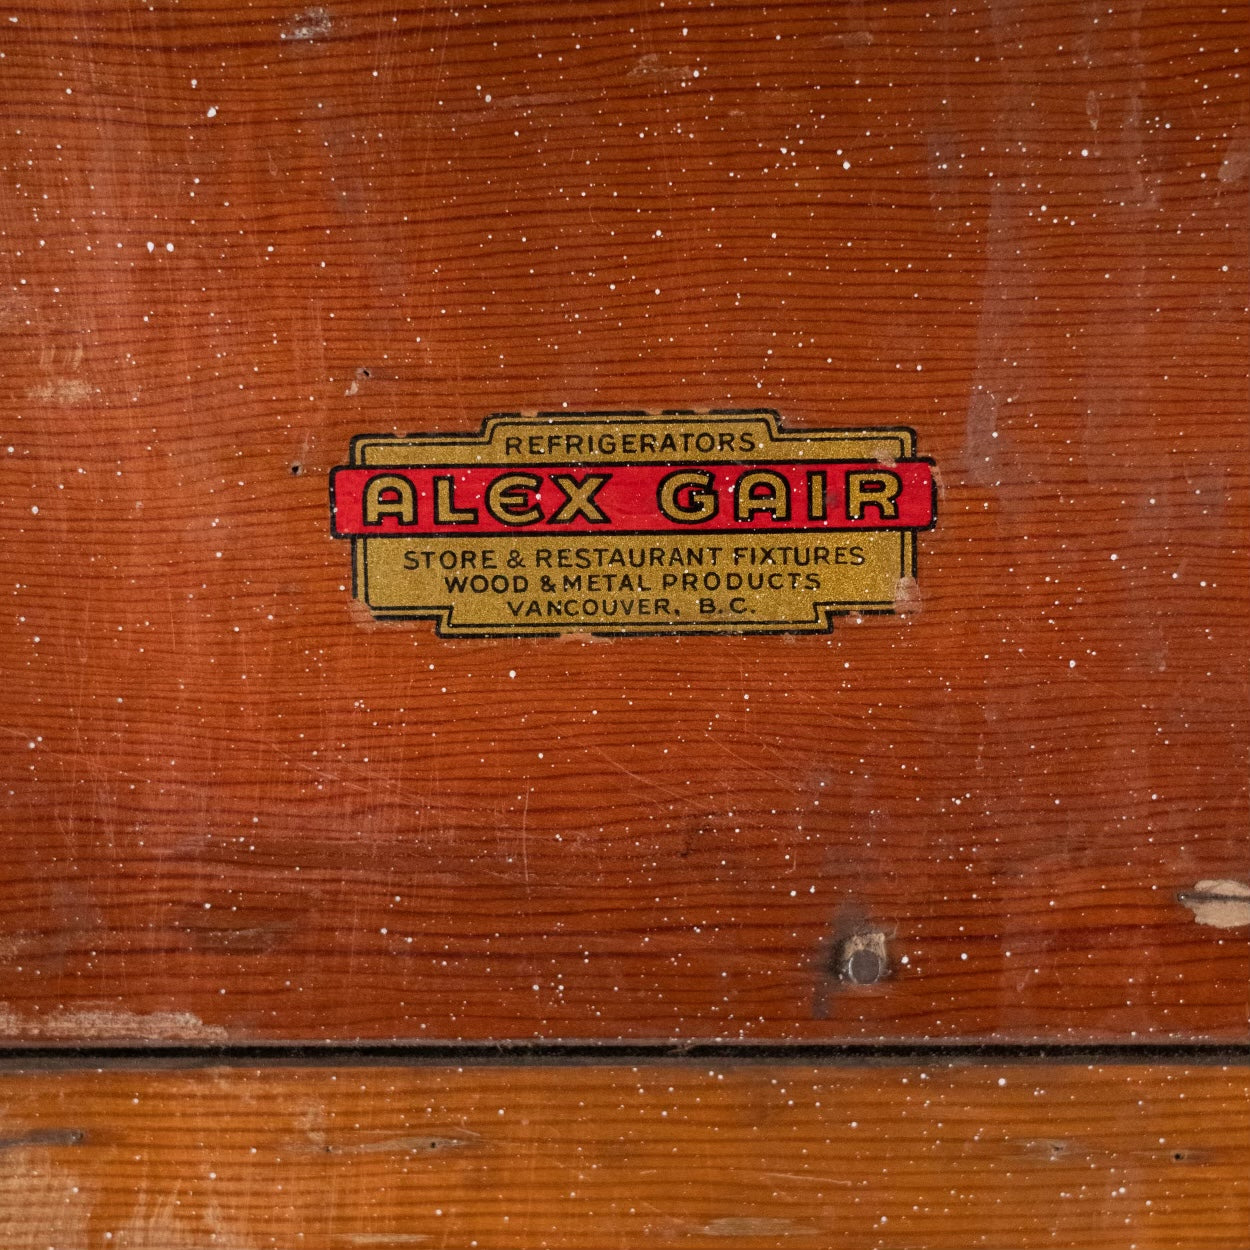 REFRIGERATORS
ALEX GAIR
STORE & RESTAURANT FIXTURES
WOOD & METAL PRODUCTS
VANCOUVER, B.C.